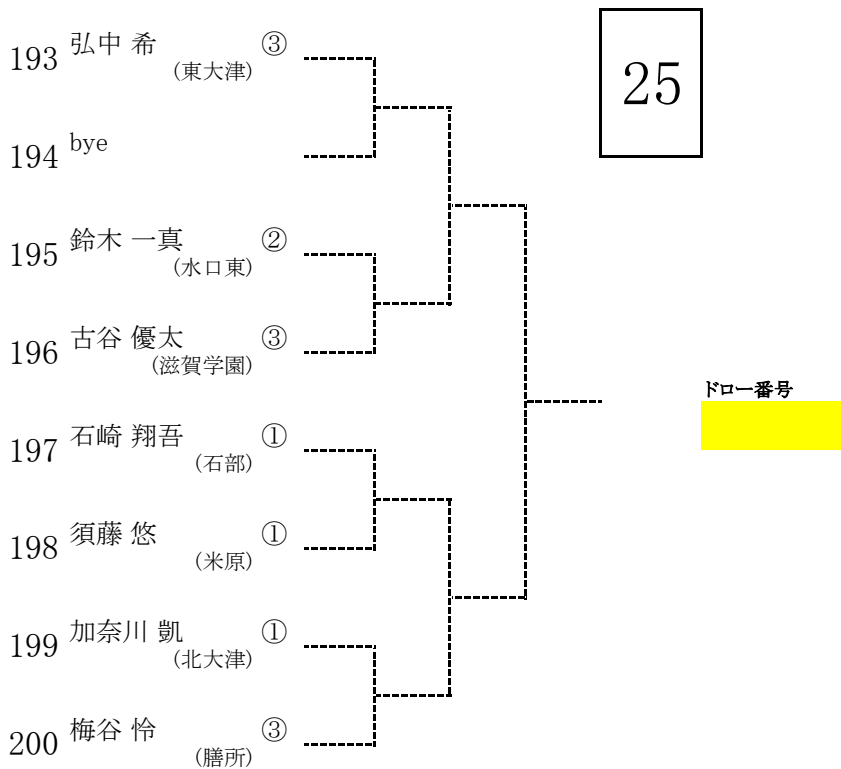 25
193 弘中 希 ③
(東大津)
194 bye
195 鈴木 一真 ②
(水口東)
196 古谷 優太 ③
(滋賀学園)
ドロー番号
197 石崎 翔吾 ①
(石部)
198 須藤 悠 ①
(米原)
199 加奈川 凱 ①
(北大津)
200 梅谷 怜 ③
(膳所)